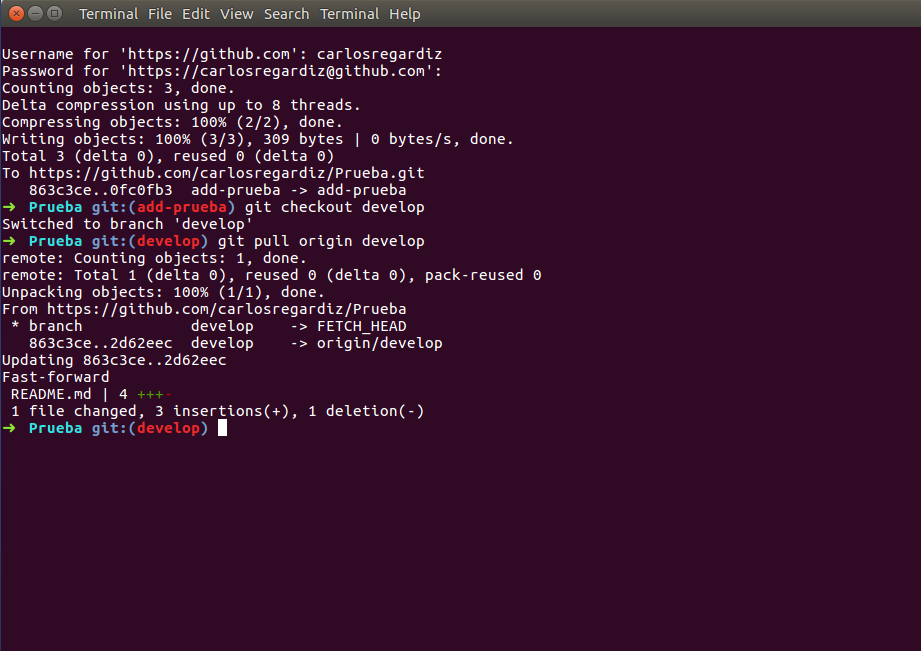 Terminal File Edit View Search Terminal Help
Username for 'https://github.com': carlosregardiz
Password for 'https://carlosregardiz@github.com':
Counting objects: 3, done.
Delta compression using up to 8 threads.
Compressing objects: 100% (2/2), done.
Writing objects: 100% (3/3), 309 bytes | 0 bytes/s, done.
Total 3 (delta 0), reused 0 (delta 0)
To https://github.com/carlosregardiz/Prueba.git
   863c3ce..0fc0fb3  add-prueba -> add-prueba
➜  Prueba git:(add-prueba) git checkout develop
Switched to branch 'develop'
➜  Prueba git:(develop) git pull origin develop
remote: Counting objects: 1, done.
remote: Total 1 (delta 0), reused 0 (delta 0), pack-reused 0
Unpacking objects: 100% (1/1), done.
From https://github.com/carlosregardiz/Prueba
 * branch            develop    -> FETCH_HEAD
   863c3ce..2d62eec  develop    -> origin/develop
Updating 863c3ce..2d62eec
Fast-forward
 README.md | 4 +++-
 1 file changed, 3 insertions(+), 1 deletion(-)
➜  Prueba git:(develop)